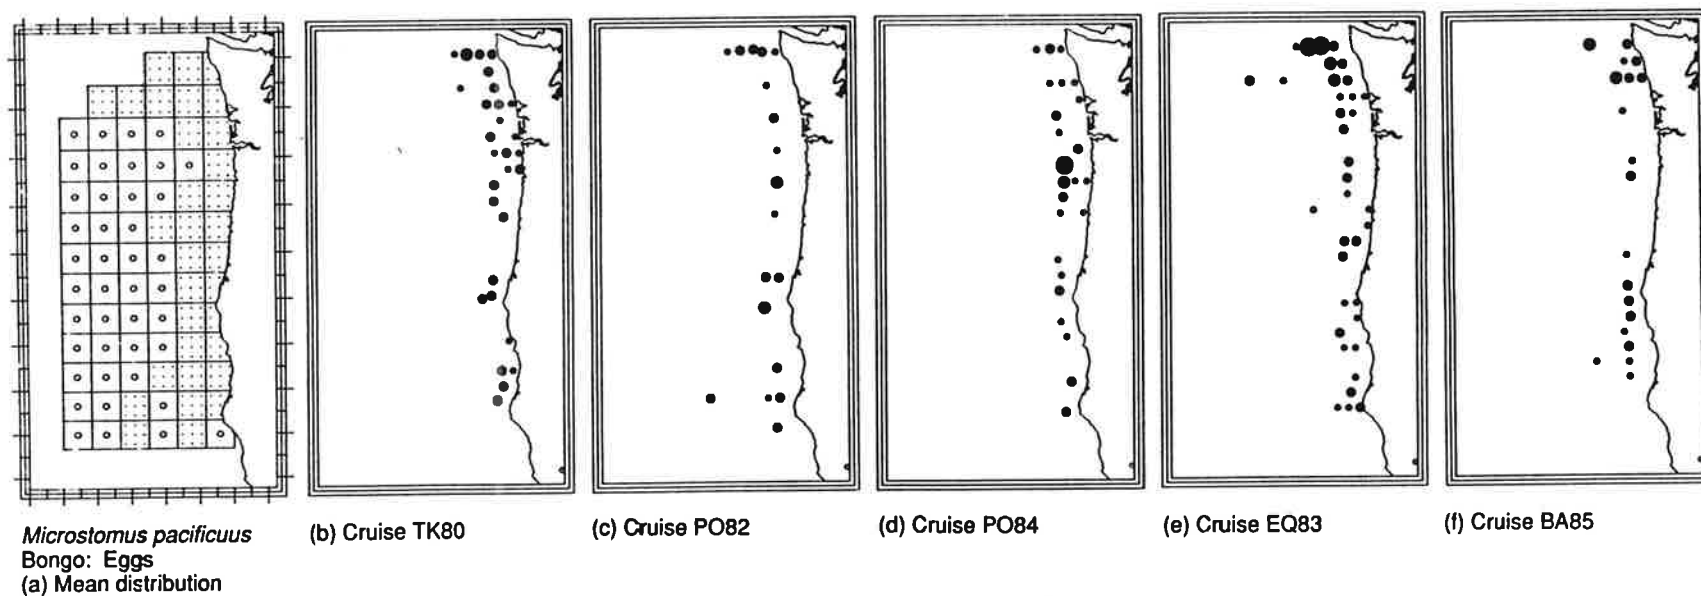 Microstomus pacificuus
Bongo: Eggs
(a) Mean distribution
(b) Cruise TK80
(c) Cruise PO82
(d) Cruise PO84
(e) Cruise EQ83
(f) Cruise BA85